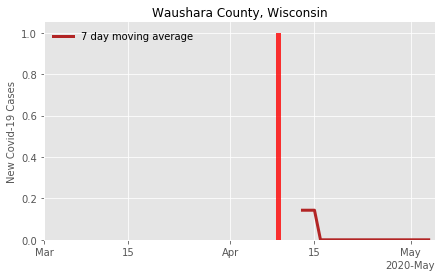 Waushara County, Wisconsin
7 day moving average
New Covid-19 Cases
1.0
0.8
0.6
0.4
0.2
0.0
Mar 15 Apr 15 May
2020-May